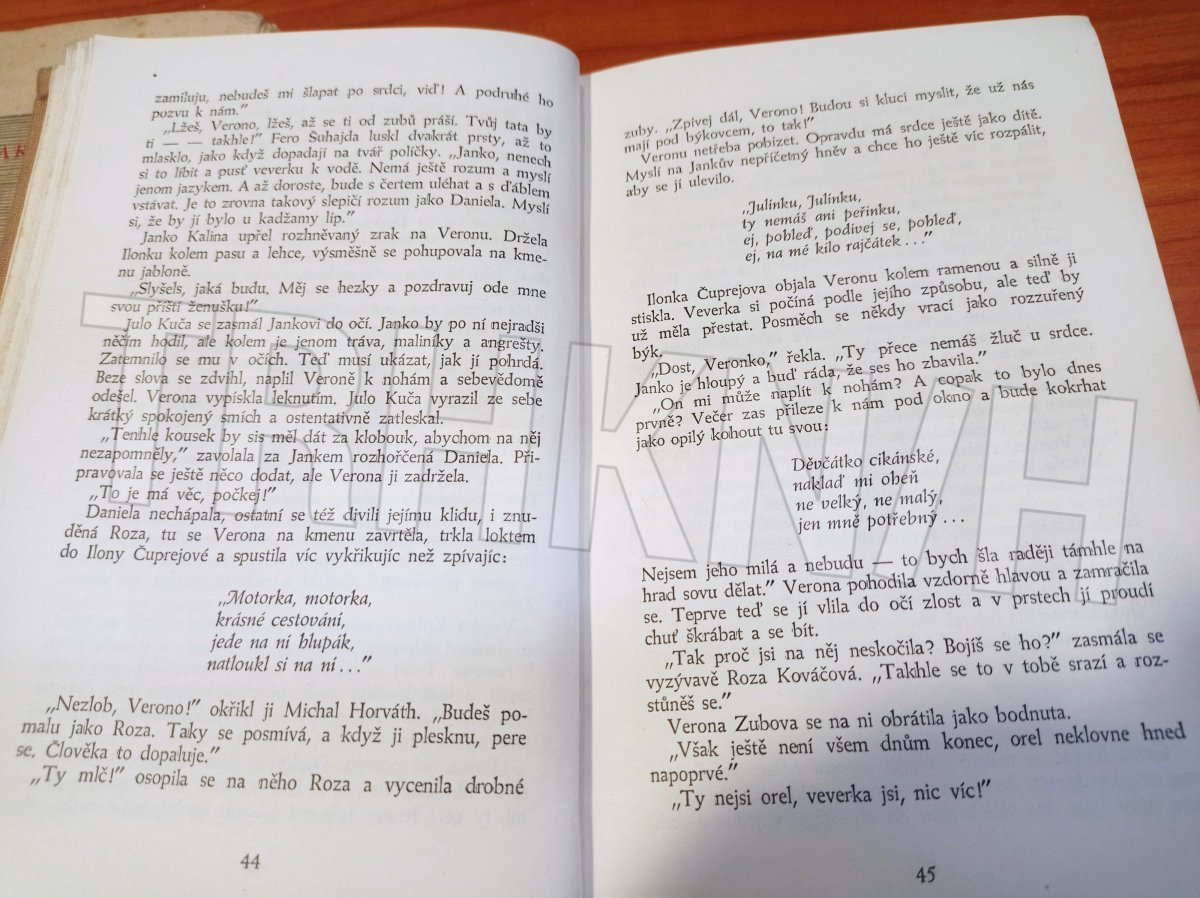 zamiluju, nebudeš mi šlapat po srdci, viď! A podruhé ho
pozvu k nám."
„Lžeš, Verono, lžeš, až se ti od zubů práší. Tvůj tata by
ti — — takhle!" Fero Šuhajda luskl dvakrát prsty, až to
mlasklo, jako když dopadají na tvář políčky. „Janko, nenech
si to líbit a pusť veverku k vodě. Nemá ještě rozum a myslí
jenom jazykem. A až doroste, bude s čertem uléhat a s ďáblem
vstávat. Je to zrovna takový slepičí rozum jako Daniela. Myslí
si, že by jí bylo u kadžamy líp."
Janko Kalina upřel rozhněvaný zrak na Veronu. Držela
Ilonku kolem pasu a lehce, výsměšně se pohupovala na kme-
nu jabloně.
„Slyšels, jaká budu. Měj se hezky a pozdravuj ode mne
svou příští ženušku!"
Julo Kuča se zasmál Jankovi do očí. Janko by po ní nejradši
něčím hodil, ale kolem je jenom tráva, maliníky a angrešty.
Zatemnilo se mu v očích. Teď musí ukázat, jak jí pohrdá.
Beze slova se zdvihl, naplil Veroně k nohám a sebevědomě
odešel. Verona vypískla leknutím. Julo Kuča vyrazil ze sebe
krátký spokojený smích a ostentativně zatleskal.
„Tenhle kousek by sis měl dát za klobouk, abychom na něj
nezapomněly," zavolala za Jankem rozhořčená Daniela. Při-
pravovala se ještě něco dodat, ale Verona ji zadržela.
„To je má věc, počkej!"
Daniela nechápala, ostatní se též divili jejímu klidu, i znu-
děná Roza, tu se Verona na kmenu zavrtěla, trkla loktem
do Ilony Čuprejové a spustila víc vykřikujíc než zpívajíc:
„Motorka, motorka,
krásné cestování,
jede na ní hlupák,
natloukl si na ní . . ."
„Nezlob, Verono!" okřikl ji Michal Horváth. „Budeš po-
malu jako Roza. Taky se posmívá, a když ji plesknu, pere
se. Člověka to dopaluje."
„Ty mlč!" osopila se na něho Roza a vycenila drobné
44
zuby. „Zpívej dál, Verono! Budou si kluci myslit, že už nás
mají pod býkovcem, to tak!"
Veronu netřeba pobízet. Opravdu má srdce ještě jako dítě.
Myslí na Jankův nepříčetný hněv a chce ho ještě víc rozpálit,
aby se jí ulevilo.
„Julínku, Julínku,
ty nemáš ani peřinku,
ej, pohleď, podívej se, pohleď,
ej, na mé kilo rajčátek . . ."
Ilonka Čuprejova objala Veronu kolem ramenou a silně ji
stiskla. Veverka si počíná podle jejího způsobu, ale teď by
už měla přestat. Posměch se někdy vrací jako rozzuřený
býk.
„Dost, Veronko," řekla. „Ty přece nemáš žluč u srdce.
Janko je hloupý a buď ráda, že ses ho zbavila."
„On mi může naplít k nohám? A copak to bylo dnes
prvně? Večer zas přileze k nám pod okno a bude kokrhat
jako opilý kohout tu svou:
Děvčátko cikánské,
naklaď mi obeň
ne velký, ne malý,
jen mně potřebný . . .
Nejsem jeho milá a nebudu — to bych šla raději támhle na
hrad sovu dělat." Verona pohodila vzdorně hlavou a zamračila
se. Teprve teď se jí vlila do očí zlost a v prstech jí proudí
chuť škrábat a se bít.
„Tak proč jsi na něj neskočila? Bojíš se ho?" zasmála se
vyzývavě Roza Kováčová. „Takhle se to v tobě srazí a roz-
stůněš se."
Verona Zubova se na ni obrátila jako bodnuta.
„Však ještě není všem dnům konec, orel neklovne hned
napoprvé."
„Ty nejsi orel, veverka jsi, nic víc!"
45
TRHKNIH